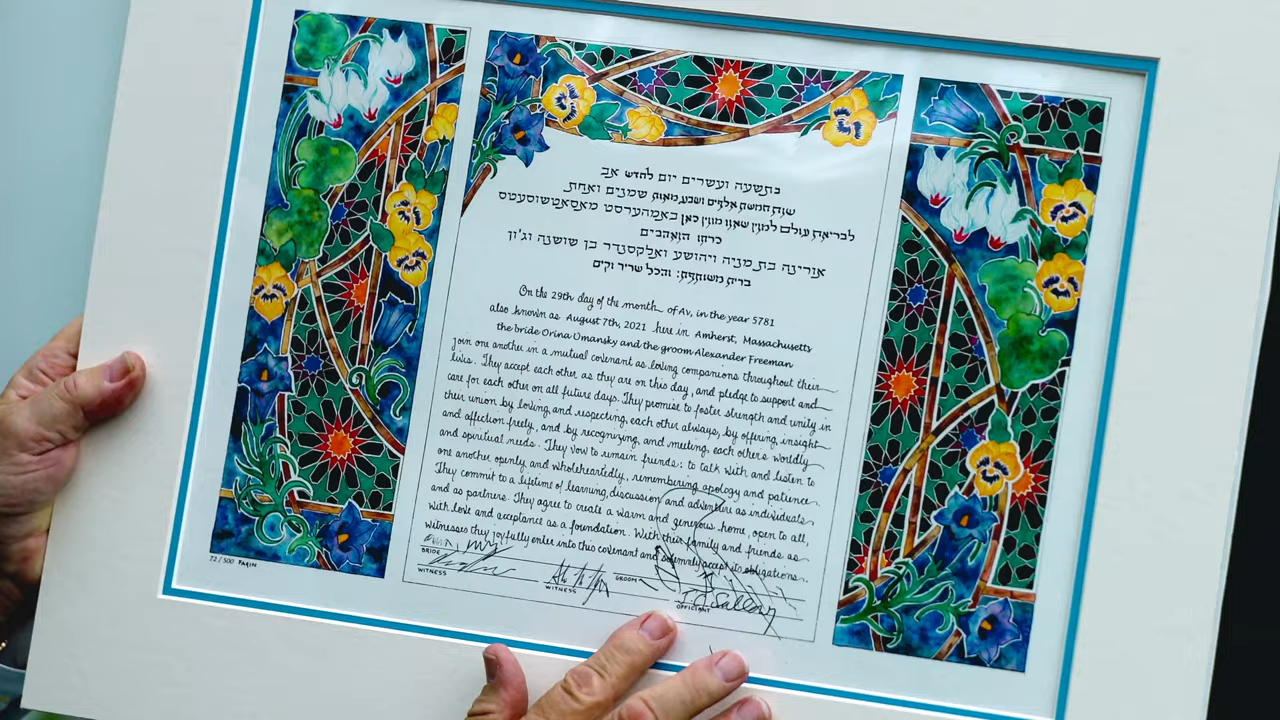 בתשעה ועשרים יום לחדש אב
שנת חמשת אלפים ושבע מאות שמנים ואחת
לבריאת עולם למנין שאנו מונין כאן באמהערסט מאסאטשוסעטס
כרתו האהבים
אורינה בת מניה ויהושע ואלקסנדר בן שושנה וג'ון
ברית משותפת: והכל שריר וקים
On the 29th day of the month of Av, in the year 5781
also known as August 7th, 2021 here in Amherst, Massachusetts
the bride Orina Omansky and the groom Alexander Freeman
join one another in a mutual covenant as loving companions throughout their
lives. They accept each other as they are on this day, and pledge to support and
care for each other on all future days. They promise to foster strength and unity in
their union by loving, and respecting, each other always, by offering, insight
and affection freely, and by recognizing, and meeting, each others worldly
and spiritual needs. They vow to remain friends: to talk with and listen to
one another openly and wholeheartedly, remembering apology and patience.
They commit to a lifetime of learning, discussion and adventure as individuals
and as partners. They agree to create a warm and generous home, open to all,
with love and acceptance as a foundation. With their family and friends as
witnesses they joyfully enter into this covenant and solemnly accept its obligations.
BRIDE GROOM
WITNESS WITNESS OFFICIANT
72/500 FARIN